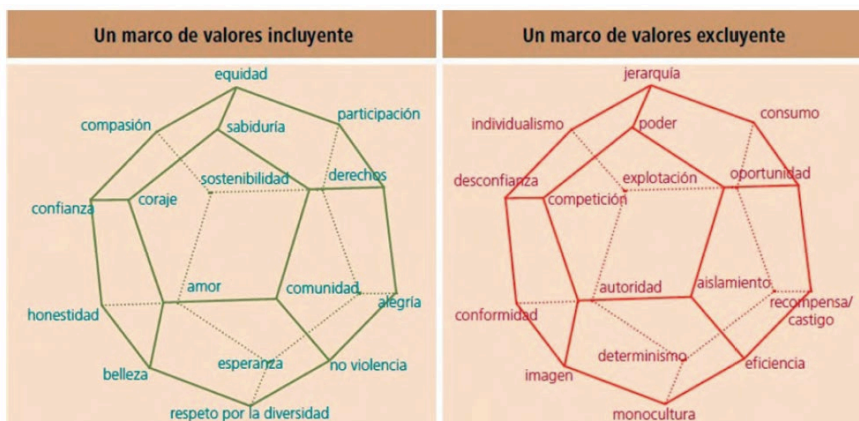 Un marco de valores incluyente
equidad
participación
compasión
sabiduría
sostenibilidad
derechos
confianza
coraje
amor
comunidad
alegría
honestidad
esperanza
no violencia
belleza
respeto por la diversidad
Un marco de valores excluyente
jerarquía
consumo
individualismo
poder
explotación
oportunidad
desconfianza
competición
autoridad
aislamiento
recompensa/
castigo
conformidad
determinismo
eficiencia
imagen
monocultura